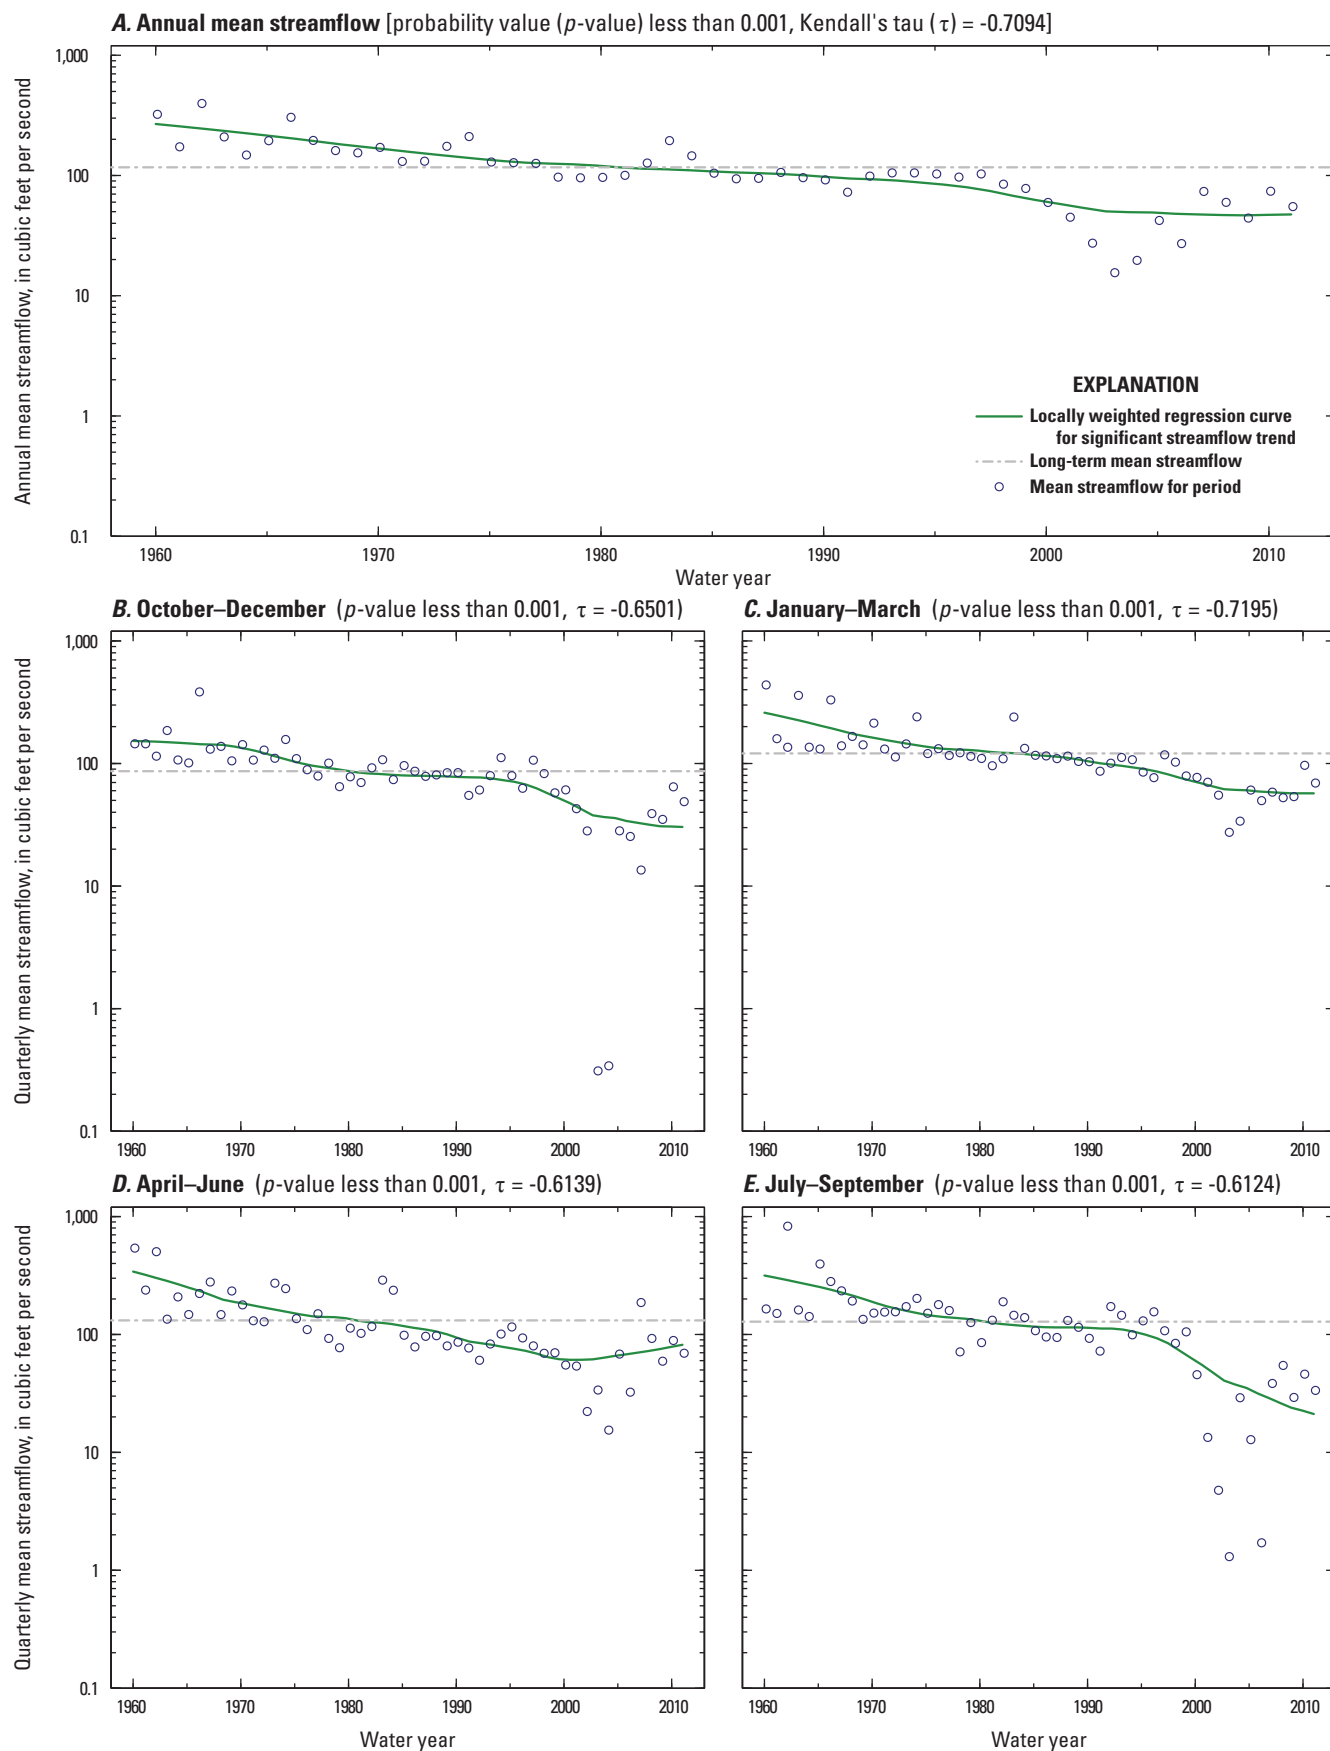 A. Annual mean streamflow [probability value (p-value) less than 0.001, Kendall's tau (τ) = -0.7094]
Annual mean streamflow, in cubic feet per second
1,000
100
10
1
0.1
EXPLANATION
Locally weighted regression curve
for significant streamflow trend
Long-term mean streamflow
Mean streamflow for period
1960 1970 1980 1990 2000 2010
Water year
B. October–December (p-value less than 0.001, τ = -0.6501)
Quarterly mean streamflow, in cubic feet per second
1,000
100
10
1
0.1
1960 1970 1980 1990 2000 2010
C. January–March (p-value less than 0.001, τ = -0.7195)
1960 1970 1980 1990 2000 2010
D. April–June (p-value less than 0.001, τ = -0.6139)
Quarterly mean streamflow, in cubic feet per second
1,000
100
10
1
0.1
1960 1970 1980 1990 2000 2010
Water year
E. July–September (p-value less than 0.001, τ = -0.6124)
1960 1970 1980 1990 2000 2010
Water year